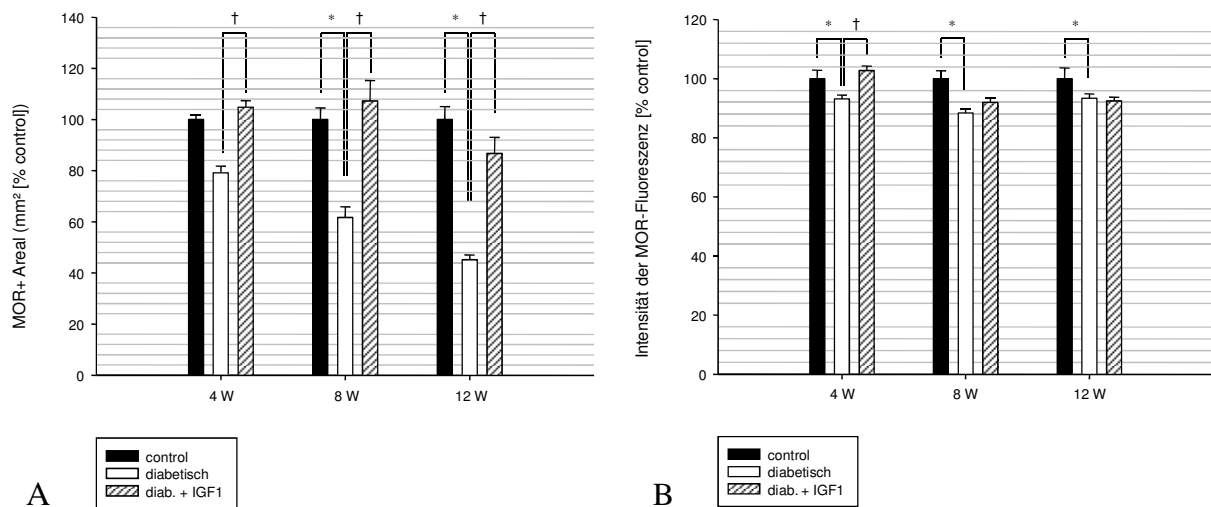 MOR+ Areal (mm² [% control])
140
120
100
80
60
40
20
0
†
*
†
*
†
4 W
8 W
12 W
control
diabetisch
diab. + IGF1
A
Intensität der MOR-Fluoreszenz [% control]
120
100
80
60
40
20
0
*
†
*
*
4 W
8 W
12 W
control
diabetisch
diab. + IGF1
B